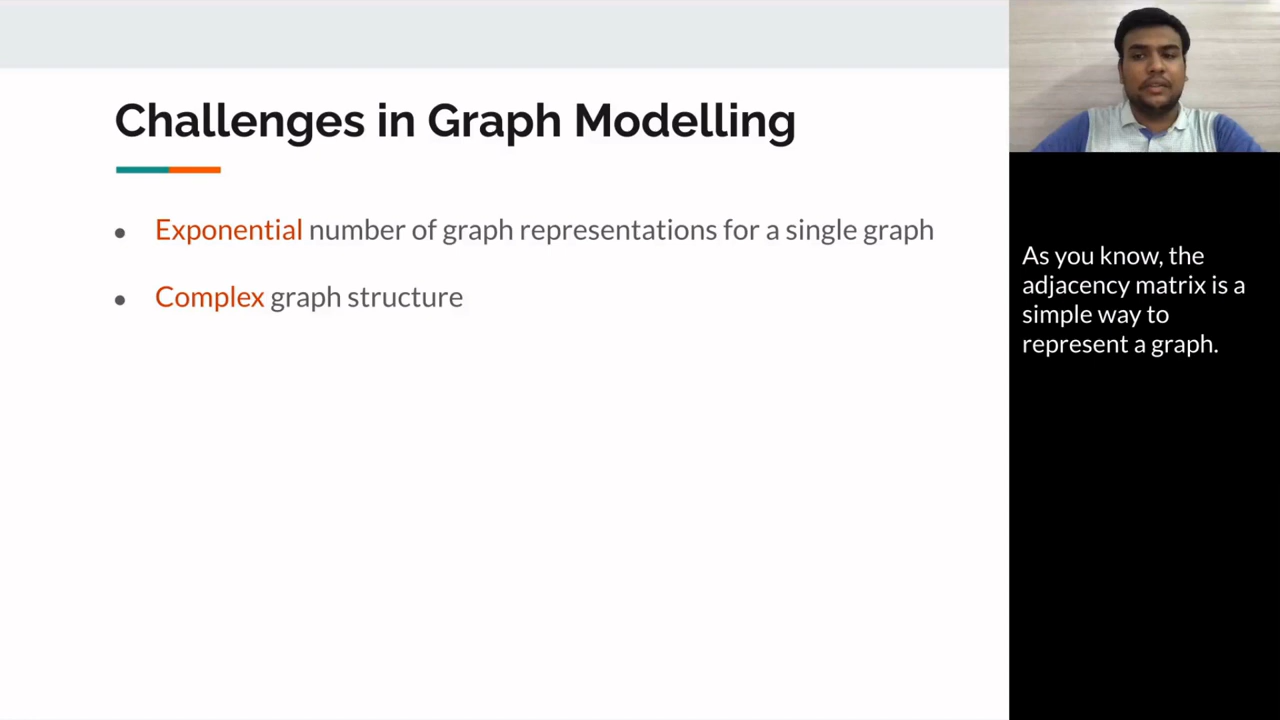 Challenges in Graph Modelling
Exponential number of graph representations for a single graph
Complex graph structure
As you know, the
adjacency matrix is a
simple way to
represent a graph.